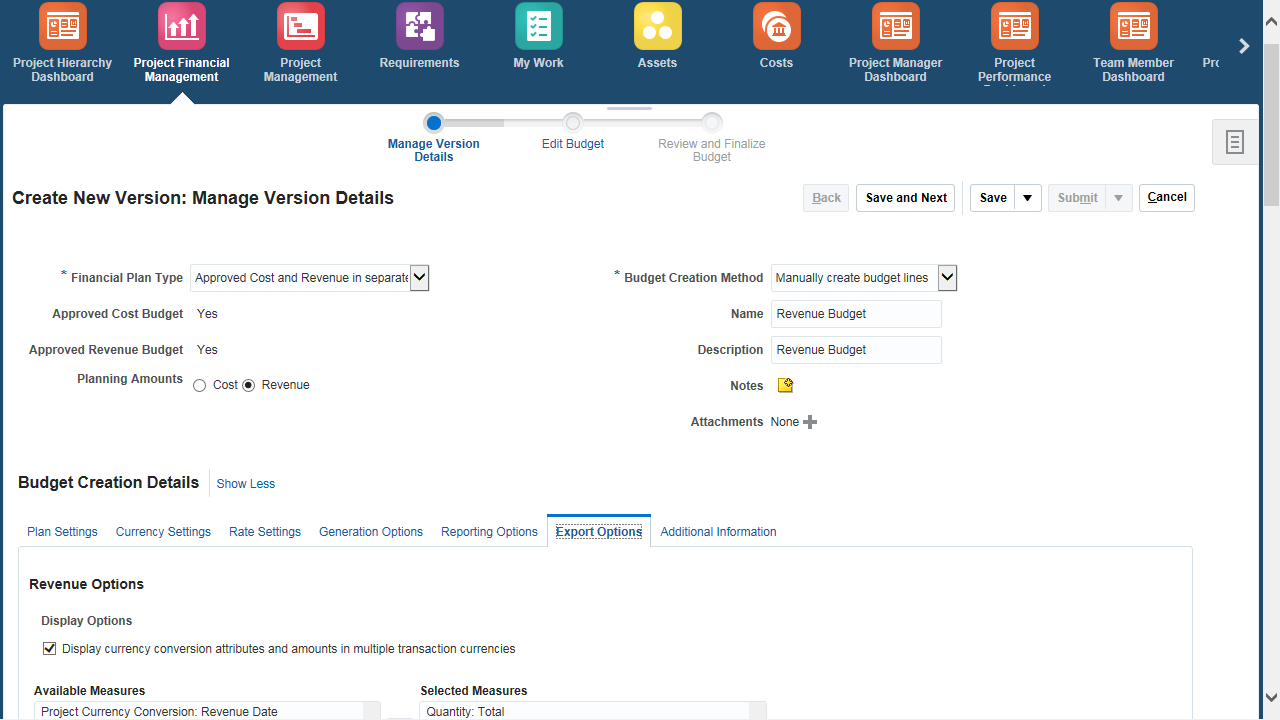 Project Hierarchy Dashboard
Project Financial Management
Project Management
Requirements
My Work
Assets
Costs
Project Manager Dashboard
Project Performance
Team Member Dashboard
Manage Version Details
Edit Budget
Review and Finalize Budget
Create New Version: Manage Version Details
Back
Save and Next
Save
Submit
Cancel
* Financial Plan Type
Approved Cost and Revenue in separate
Approved Cost Budget Yes
Approved Revenue Budget Yes
Planning Amounts Cost Revenue
* Budget Creation Method Manually create budget lines
Name Revenue Budget
Description Revenue Budget
Notes
Attachments None
Budget Creation Details Show Less
Plan Settings Currency Settings Rate Settings Generation Options Reporting Options Export Options Additional Information
Revenue Options
Display Options
Display currency conversion attributes and amounts in multiple transaction currencies
Available Measures
Project Currency Conversion: Revenue Date
Selected Measures
Quantity: Total